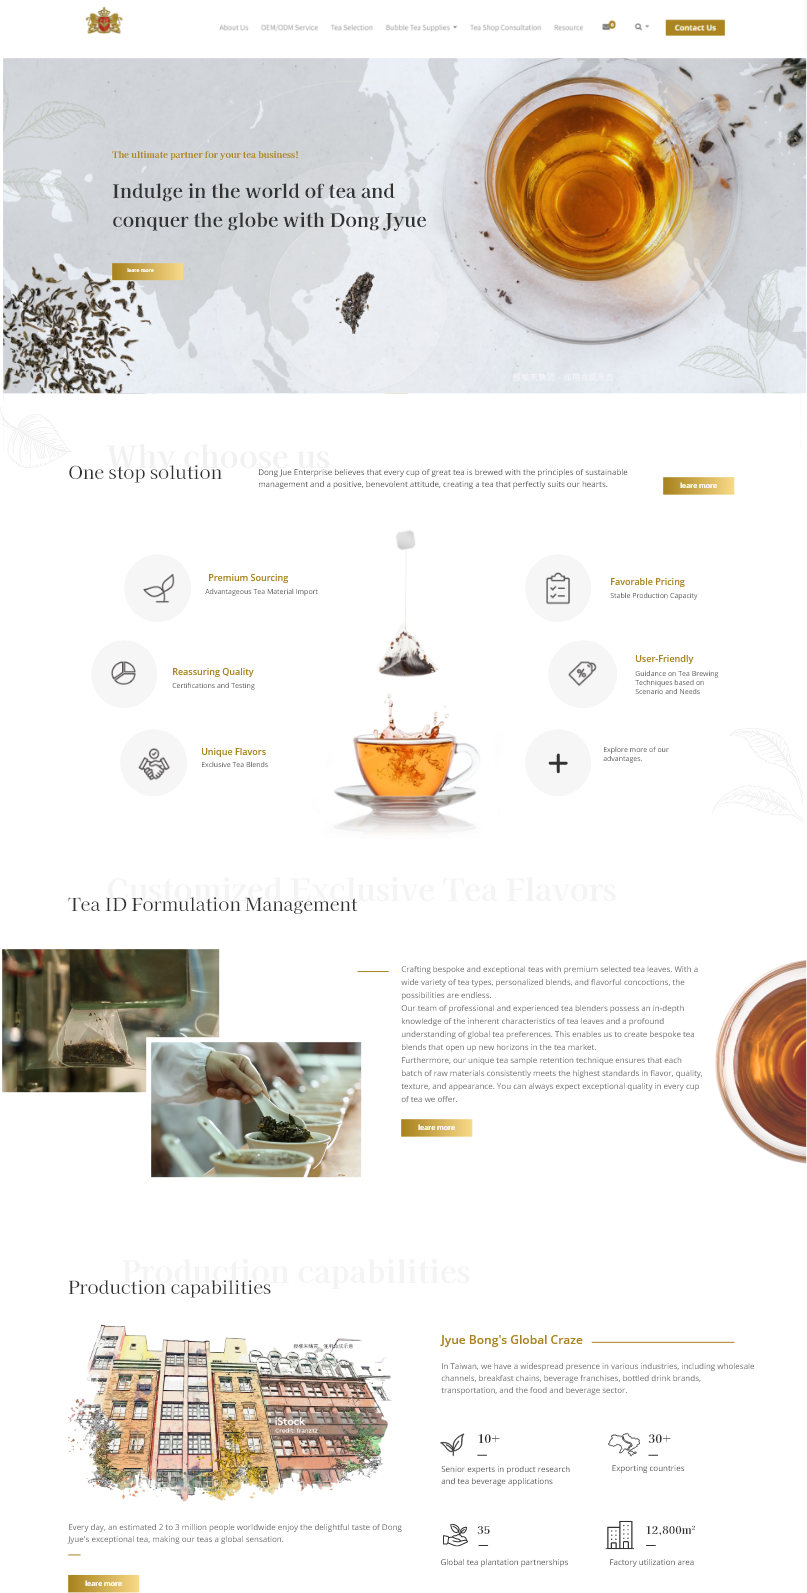 About Us
OEM/ODM Service
Tea Selection
Bubble Tea Supplies
Tea Shop Consultation
Resource
0
Contact Us
The ultimate partner for your tea business!
Indulge in the world of tea and
conquer the globe with Dong Jyue
leare more
Why choose us
One stop solution
Dong Jue Enterprise believes that every cup of great tea is brewed with the principles of sustainable
management and a positive, benevolent attitude, creating a tea that perfectly suits our hearts.
leare more
Premium Sourcing
Advantageous Tea Material Import
Favorable Pricing
Stable Production Capacity
Reassuring Quality
Certifications and Testing
User-Friendly
Guidance on Tea Brewing
Techniques based on
Scenario and Needs
Unique Flavors
Exclusive Tea Blends
Explore more of our
advantages.
Customized Exclusive Tea Flavors
Tea ID Formulation Management
Crafting bespoke and exceptional teas with premium selected tea leaves. With a
wide variety of tea types, personalized blends, and flavorful concoctions, the
possibilities are endless.
Our team of professional and experienced tea blenders possess an in-depth
knowledge of the inherent characteristics of tea leaves and a profound
understanding of global tea preferences. This enables us to create bespoke tea
blends that open up new horizons in the tea market.
Furthermore, our unique tea sample retention technique ensures that each
batch of raw materials consistently meets the highest standards in flavor, quality,
texture, and appearance. You can always expect exceptional quality in every cup
of tea we offer.
leare more
Production capabilities
Production capabilities
iStock
Credit: franz12
Every day, an estimated 2 to 3 million people worldwide enjoy the delightful taste of Dong
Jyue's exceptional tea, making our teas a global sensation.
leare more
Jyue Bong's Global Craze
In Taiwan, we have a widespread presence in various industries, including wholesale
channels, breakfast chains, beverage franchises, bottled drink brands,
transportation, and the food and beverage sector.
10+
Senior experts in product research
and tea beverage applications
30+
Exporting countries
35
Global tea plantation partnerships
12,800m²
Factory utilization area